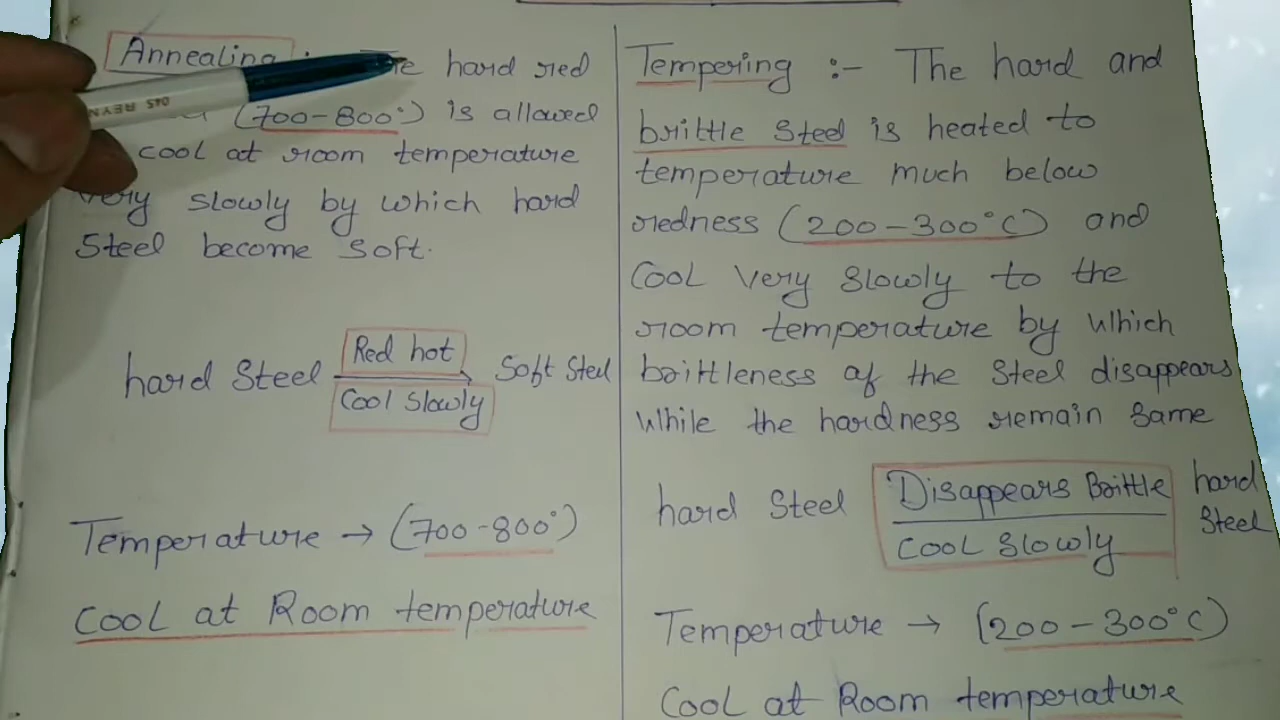 Annealing : The hard red
(700-800°) is allowed
cool at room temperature
very slowly by which hard
Steel become soft.
hard Steel Red hot Soft Steel
Cool slowly
Temperature → (700-800°)
Cool at Room temperature
Tempering :- The hard and
brittle Steel is heated to
temperature much below
redness (200-300°C) and
Cool very slowly to the
room temperature by which
brittleness of the steel disappears
while the hardness remain same
hard Steel Disappears Brittle hard
Cool slowly Steel
Temperature → (200-300°C)
Cool at Room temperature
045 REYN